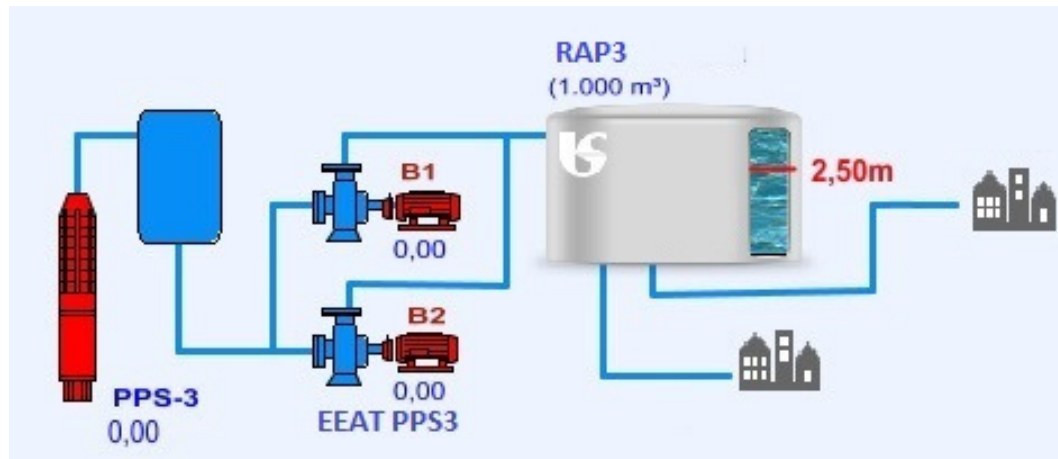 RAP3
(1.000 m³)
B1
2,50m
0,00
B2
0,00
PPS-3
0,00
EEAT PPS3